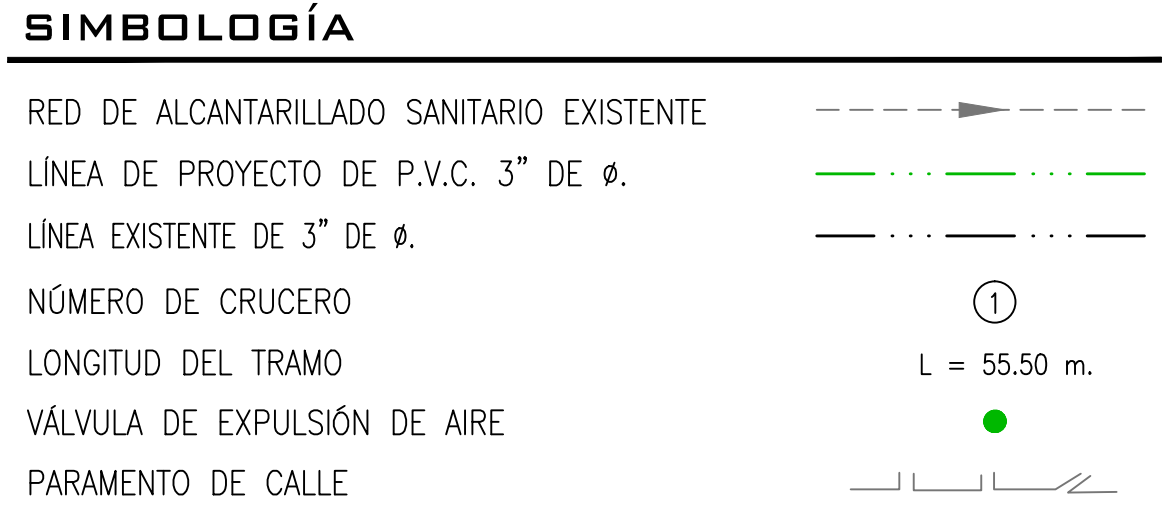 SIMBOLOGÍA
RED DE ALCANTARILLADO SANITARIO EXISTENTE
LÍNEA DE PROYECTO DE P.V.C. 3" DE Ø.
LÍNEA EXISTENTE DE 3" DE Ø.
NÚMERO DE CRUCERO 1
LONGITUD DEL TRAMO L = 55.50 m.
VÁLVULA DE EXPULSIÓN DE AIRE
PARAMENTO DE CALLE